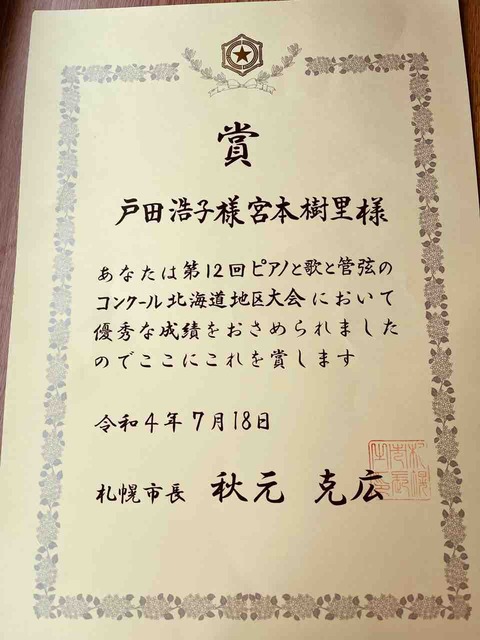 賞
戸田浩子様宮本樹里様
あなたは第12回ピアノと歌と管弦の
コンクール北海道地区大会において
優秀な成績をおさめられました
のでここにこれを賞します
令和4年7月18日
札幌市長 秋元 克広